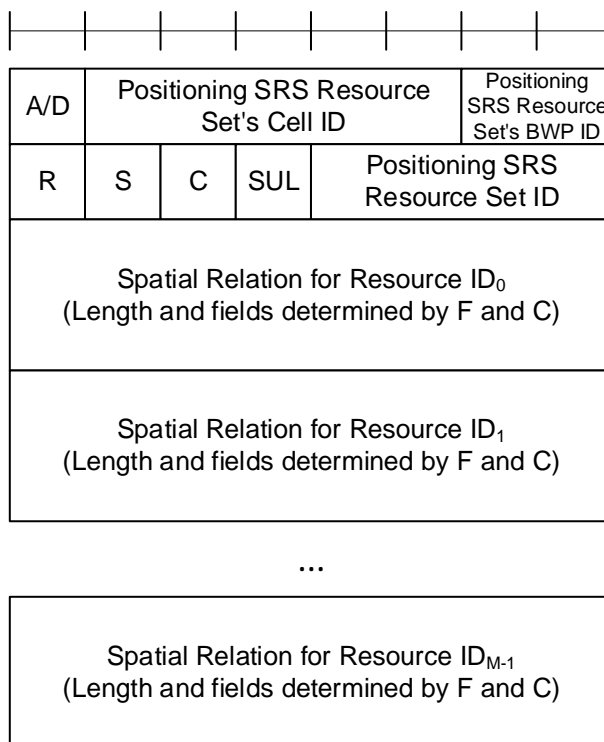 A/D
Positioning SRS Resource
Set's Cell ID
Positioning
SRS Resource
Set's BWP ID
R
S
C
SUL
Positioning SRS
Resource Set ID
Spatial Relation for Resource ID0
(Length and fields determined by F and C)
Spatial Relation for Resource ID1
(Length and fields determined by F and C)
...
Spatial Relation for Resource IDM-1
(Length and fields determined by F and C)